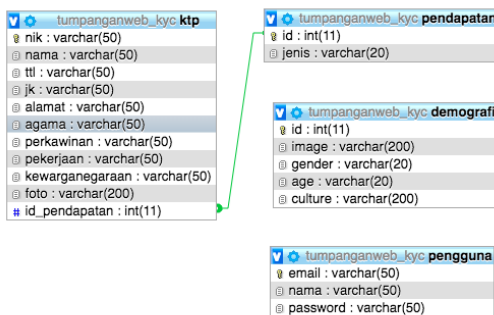 tumpanganweb_kyc ktp
nik : varchar(50)
nama : varchar(50)
ttl : varchar(50)
jk : varchar(50)
alamat : varchar(50)
agama : varchar(50)
perkawinan : varchar(50)
pekerjaan : varchar(50)
kewarganegaraan : varchar(50)
foto : varchar(200)
# id_pendapatan : int(11)
tumpanganweb_kyc pendapatan
id : int(11)
jenis : varchar(20)
tumpanganweb_kyc demografi
id : int(11)
image : varchar(200)
gender : varchar(20)
age : varchar(20)
culture : varchar(200)
tumpanganweb_kyc pengguna
email : varchar(50)
nama : varchar(50)
password : varchar(50)